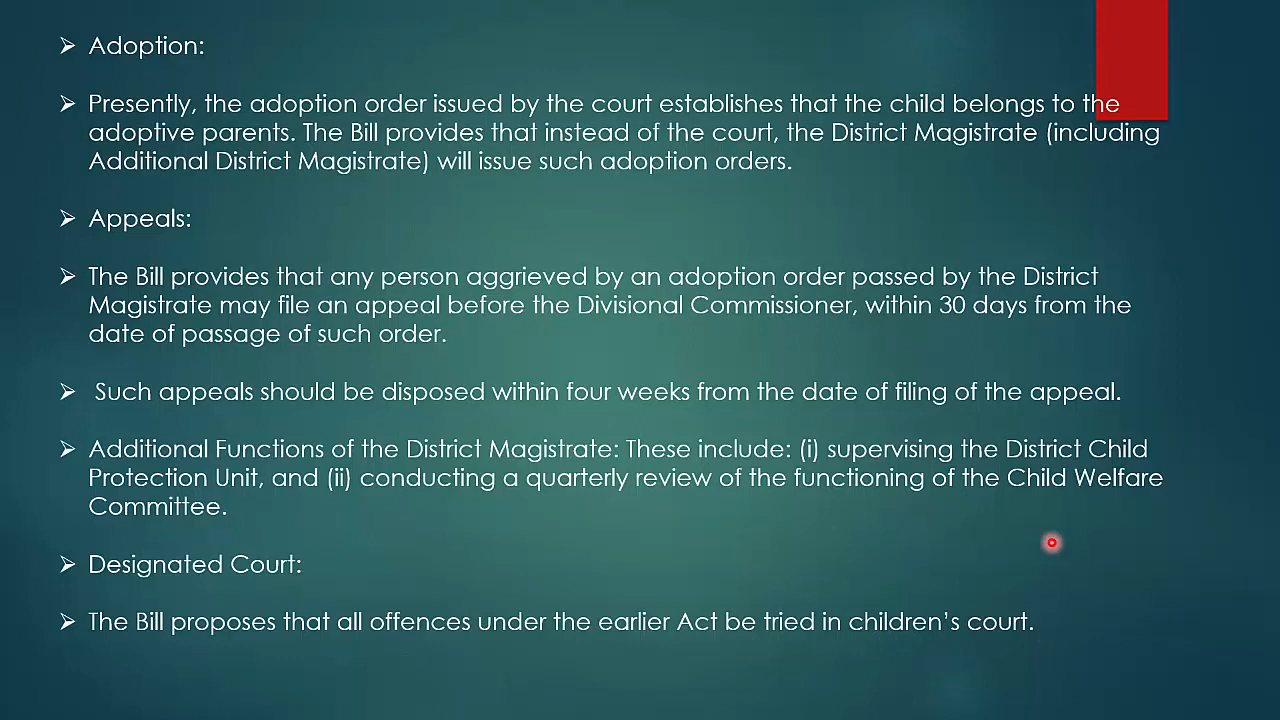 Adoption:
Presently, the adoption order issued by the court establishes that the child belongs to the
adoptive parents. The Bill provides that instead of the court, the District Magistrate (including
Additional District Magistrate) will issue such adoption orders.
Appeals:
The Bill provides that any person aggrieved by an adoption order passed by the District
Magistrate may file an appeal before the Divisional Commissioner, within 30 days from the
date of passage of such order.
Such appeals should be disposed within four weeks from the date of filing of the appeal.
Additional Functions of the District Magistrate: These include: (i) supervising the District Child
Protection Unit, and (ii) conducting a quarterly review of the functioning of the Child Welfare
Committee.
Designated Court:
The Bill proposes that all offences under the earlier Act be tried in children’s court.